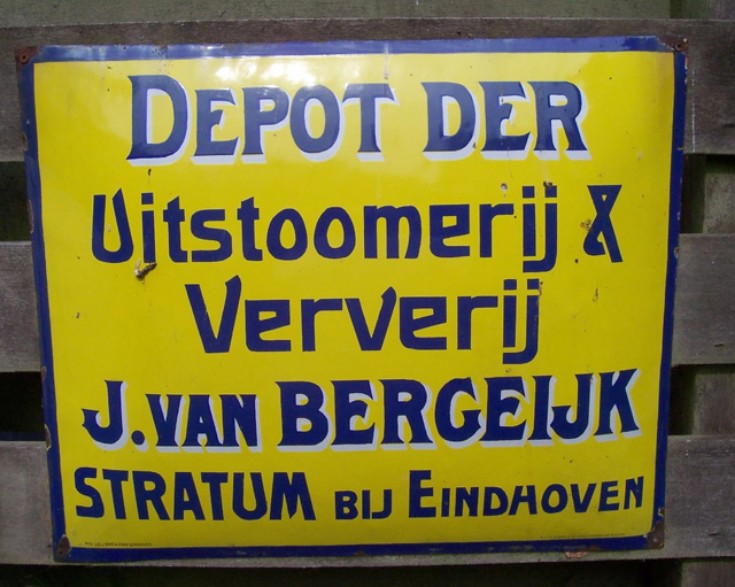 DEPOT DER
Uitstoomerij &
Ververij
J. VAN BERGEIJK
STRATUM BIJ EINDHOVEN